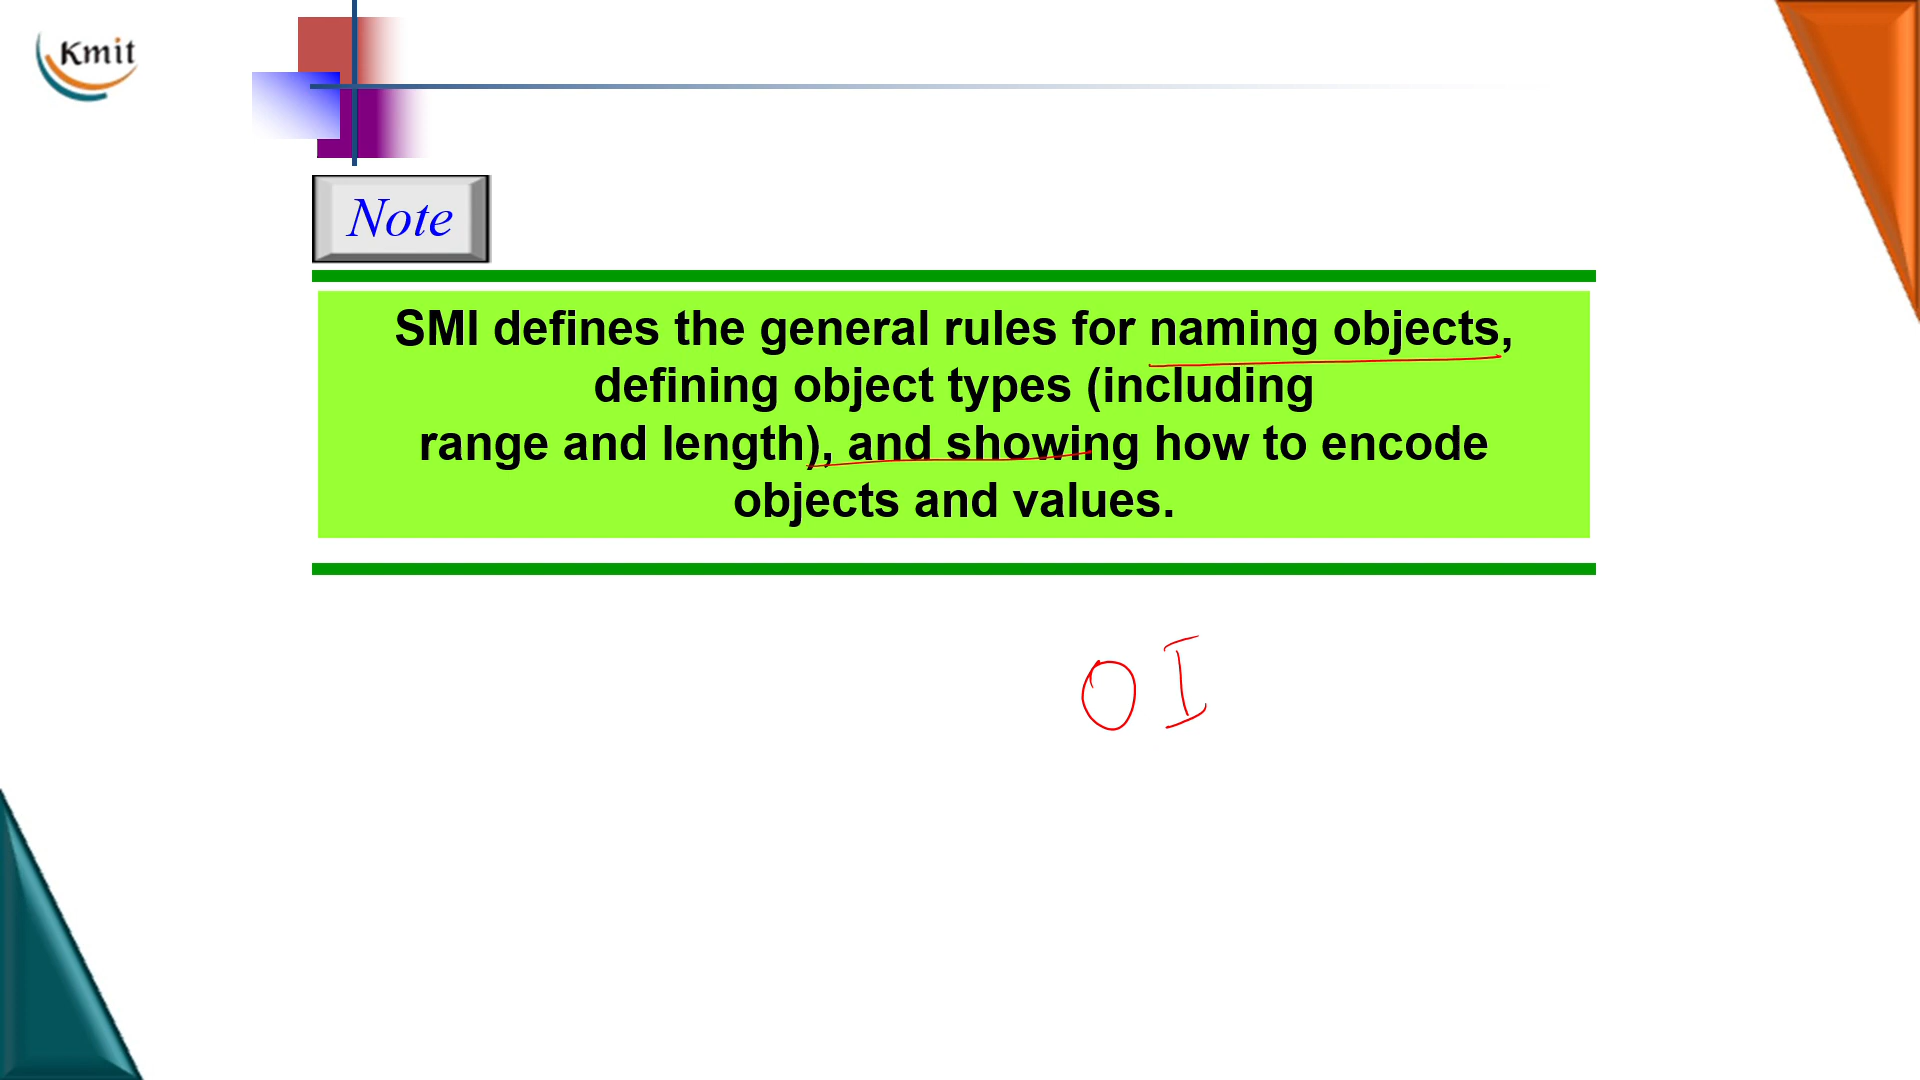 Kmit
Note
SMI defines the general rules for naming objects,
defining object types (including
range and length), and showing how to encode
objects and values.
O I